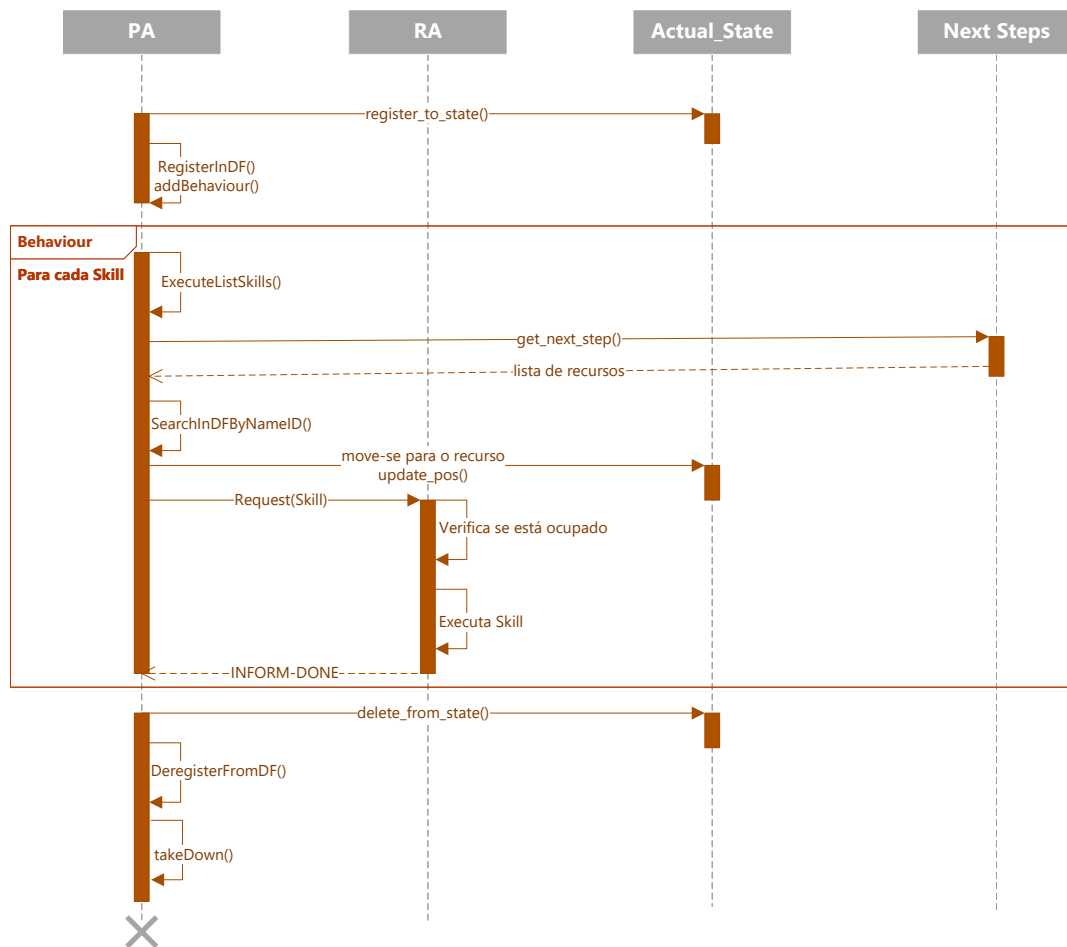 PA
RA
Actual_State
Next Steps
register_to_state()
RegisterInDF()
addBehaviour()
Behaviour
Para cada Skill
ExecuteListSkills()
get_next_step()
lista de recursos
SearchInDFByNameID()
move-se para o recurso
update_pos()
Request(Skill)
Verifica se está ocupado
Executa Skill
INFORM-DONE
delete_from_state()
DeregisterFromDF()
takeDown()